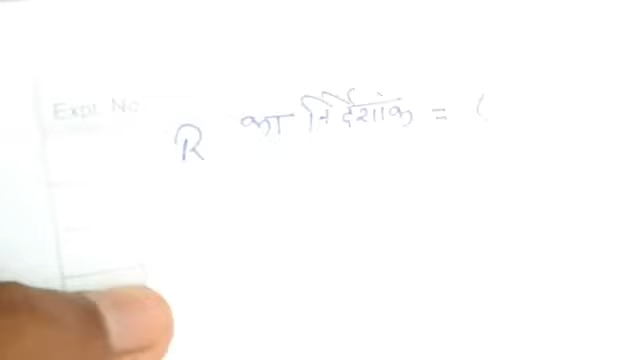 Expt. No
R का निर्देशांक = (